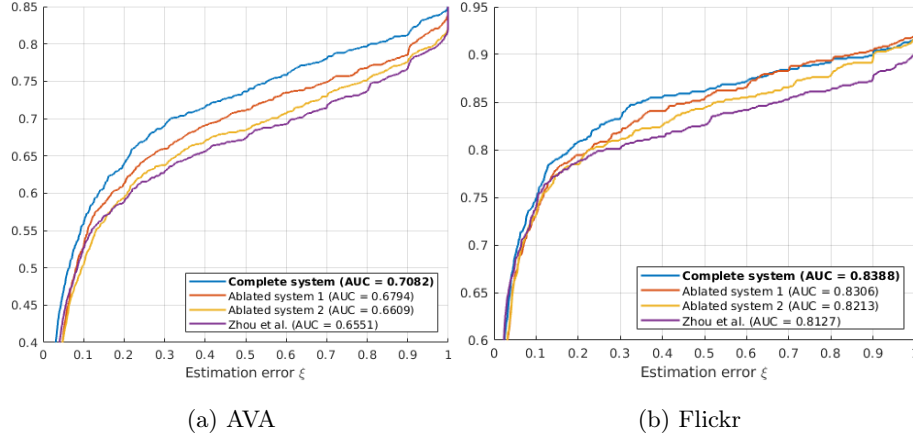 0.85
0.8
0.75
0.7
0.65
0.6
0.55
0.5
0.45
0.4
0 0.1 0.2 0.3 0.4 0.5 0.6 0.7 0.8 0.9 1
Estimation error ξ
Complete system (AUC = 0.7082)
Ablated system 1 (AUC = 0.6794)
Ablated system 2 (AUC = 0.6609)
Zhou et al. (AUC = 0.6551)
(a) AVA
0.95
0.9
0.85
0.8
0.75
0.7
0.65
0.6
0 0.1 0.2 0.3 0.4 0.5 0.6 0.7 0.8 0.9 1
Estimation error ξ
Complete system (AUC = 0.8388)
Ablated system 1 (AUC = 0.8306)
Ablated system 2 (AUC = 0.8213)
Zhou et al. (AUC = 0.8127)
(b) Flickr